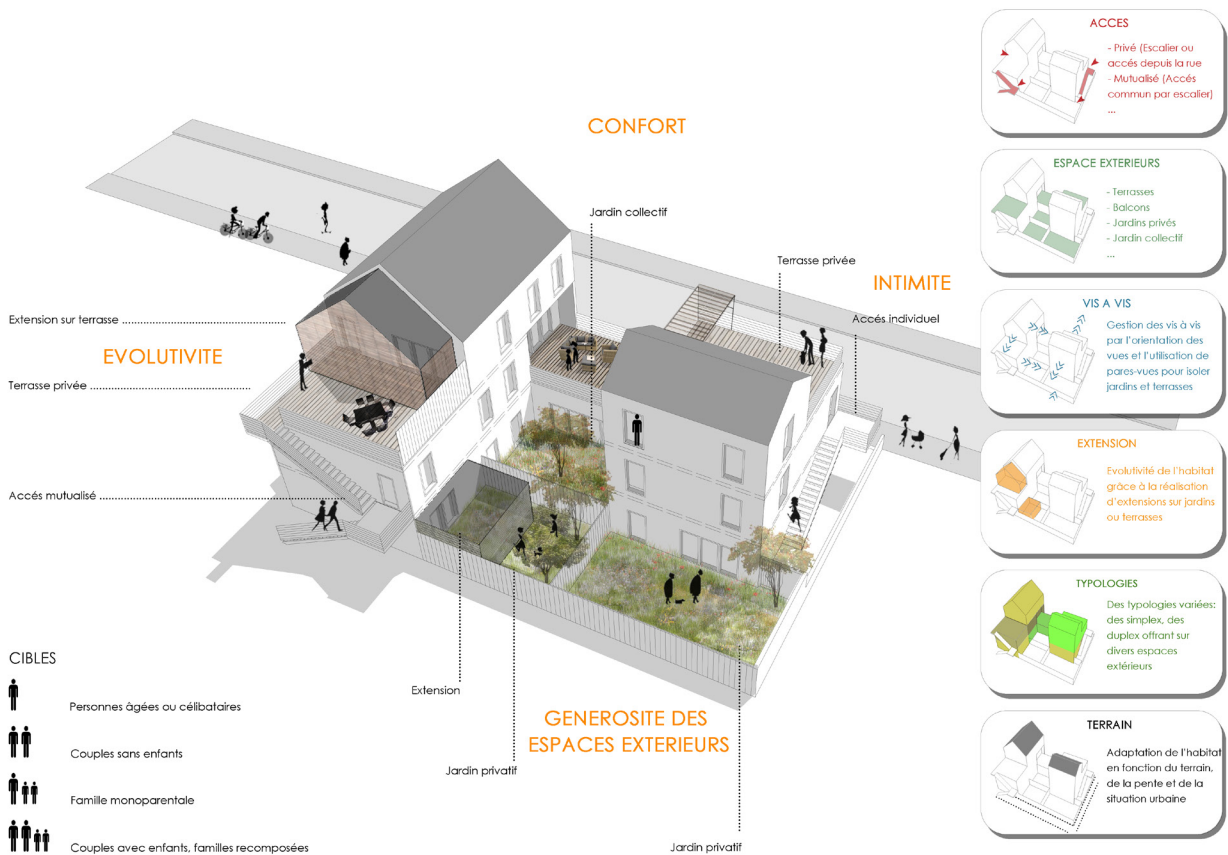 CONFORT
Jardin collectif
Terrasse privée
INTIMITE
Accés individuel
Extension sur terrasse
EVOLUTIVITE
Terrasse privée
Accés mutualisé
Extension
GENEROSITE DES
ESPACES EXTERIEURS
Jardin privatif
Jardin privatif
CIBLES
Personnes âgées ou célibataires
Couples sans enfants
Famille monoparentale
Couples avec enfants, familles recomposées
ACCES
- Privé (Escalier ou
accés depuis la rue
- Mutualisé (Accés
commun par escalier)
...
ESPACE EXTERIEURS
- Terrasses
- Balcons
- Jardins privés
- Jardin collectif
...
VIS A VIS
Gestion des vis à vis
par l'orientation des
vues et l'utilisation de
pares-vues pour isoler
jardins et terrasses
EXTENSION
Evolutivité de l'habitat
grâce à la réalisation
d'extensions sur jardins
ou terrasses
TYPOLOGIES
Des typologies variées:
des simplex, des
duplex offrant sur
divers espaces
extérieurs
TERRAIN
Adaptation de l'habitat
en fonction du terrain,
de la pente et de la
situation urbaine